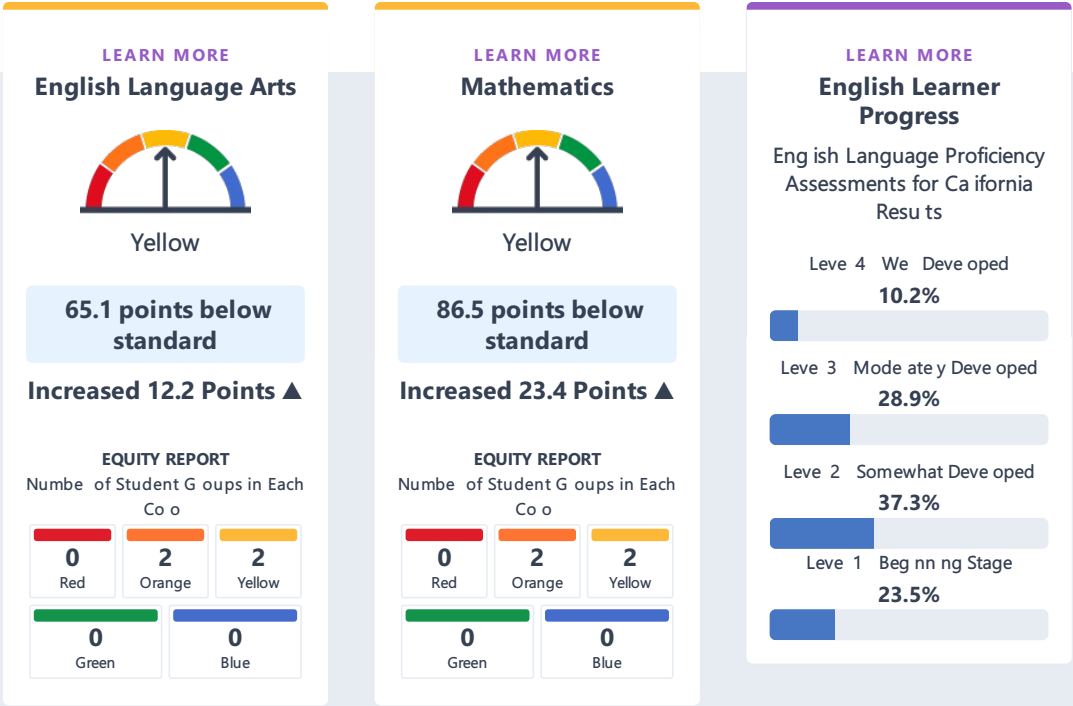 LEARN MORE
English Language Arts
Yellow
65.1 points below
standard
Increased 12.2 Points ▲
EQUITY REPORT
Numbe of Student G oups in Each
Co o
0
Red
2
Orange
2
Yellow
0
Green
0
Blue
LEARN MORE
Mathematics
Yellow
86.5 points below
standard
Increased 23.4 Points ▲
EQUITY REPORT
Numbe of Student G oups in Each
Co o
0
Red
2
Orange
2
Yellow
0
Green
0
Blue
LEARN MORE
English Learner
Progress
Eng ish Language Proficiency
Assessments for Ca ifornia
Resu ts
Leve 4 We Deve oped
10.2%
Leve 3 Mode ate y Deve oped
28.9%
Leve 2 Somewhat Deve oped
37.3%
Leve 1 Beg nn ng Stage
23.5%